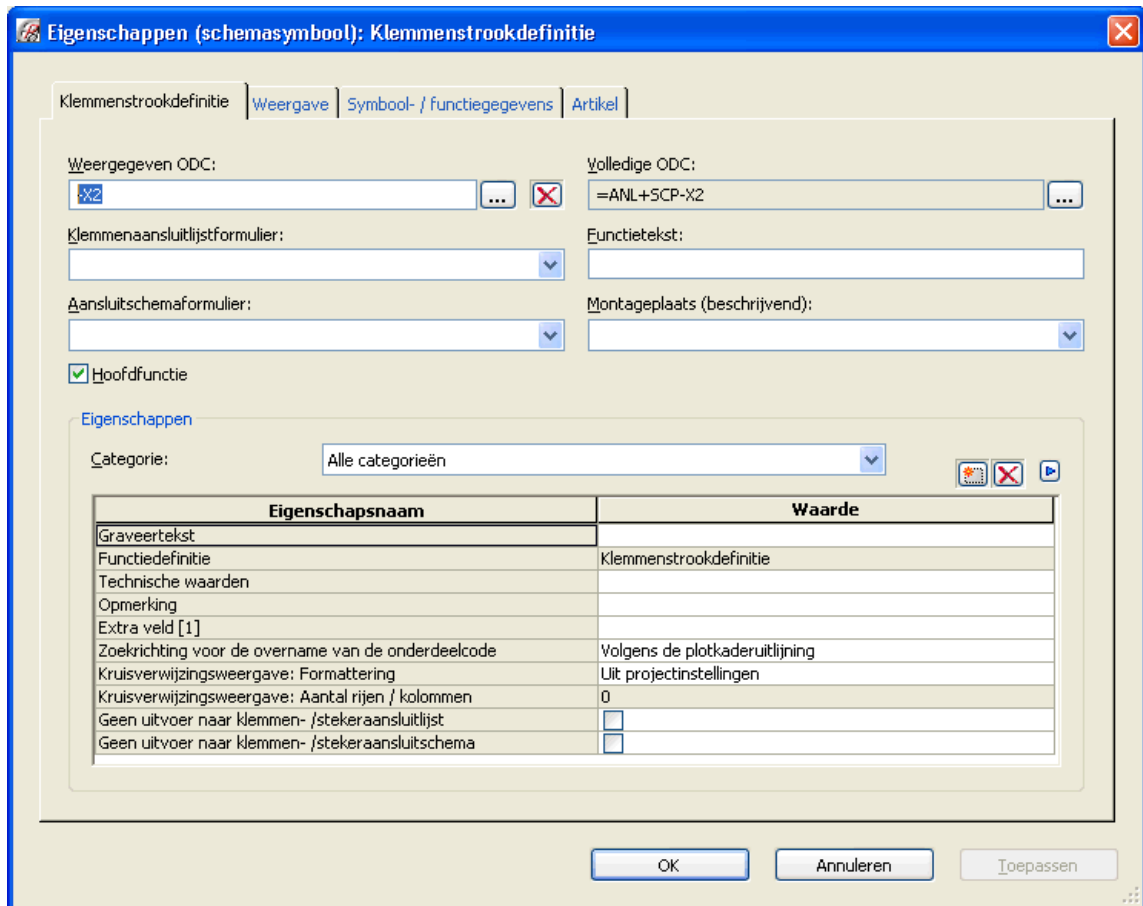 Eigenschappen (schemasymbool): Klemmenstrookdefinitie
Klemmenstrookdefinitie Weergave Symbool- / functiegegevens Artikel
Weergegeven ODC: Volledige ODC:
-X2 ... =ANL+SCP-X2 ...
Klemmenaansluitlijstformulier: Functietekst:
Aansluitschemaformulier: Montageplaats (beschrijvend):
Hoofdfunctie
Eigenschappen
Categorie: Alle categorieën
Eigenschapsnaam Waarde
Graveertekst
Functiedefinitie Klemmenstrookdefinitie
Technische waarden
Opmerking
Extra veld [1]
Zoekrichting voor de overname van de onderdeelcode Volgens de plotkaderuitlijning
Kruisverwijzingsweergave: Formattering Uit projectinstellingen
Kruisverwijzingsweergave: Aantal rijen / kolommen 0
Geen uitvoer naar klemmen- /stekeraansluitlijst
Geen uitvoer naar klemmen- /stekeraansluitschema
OK Annuleren Toepassen